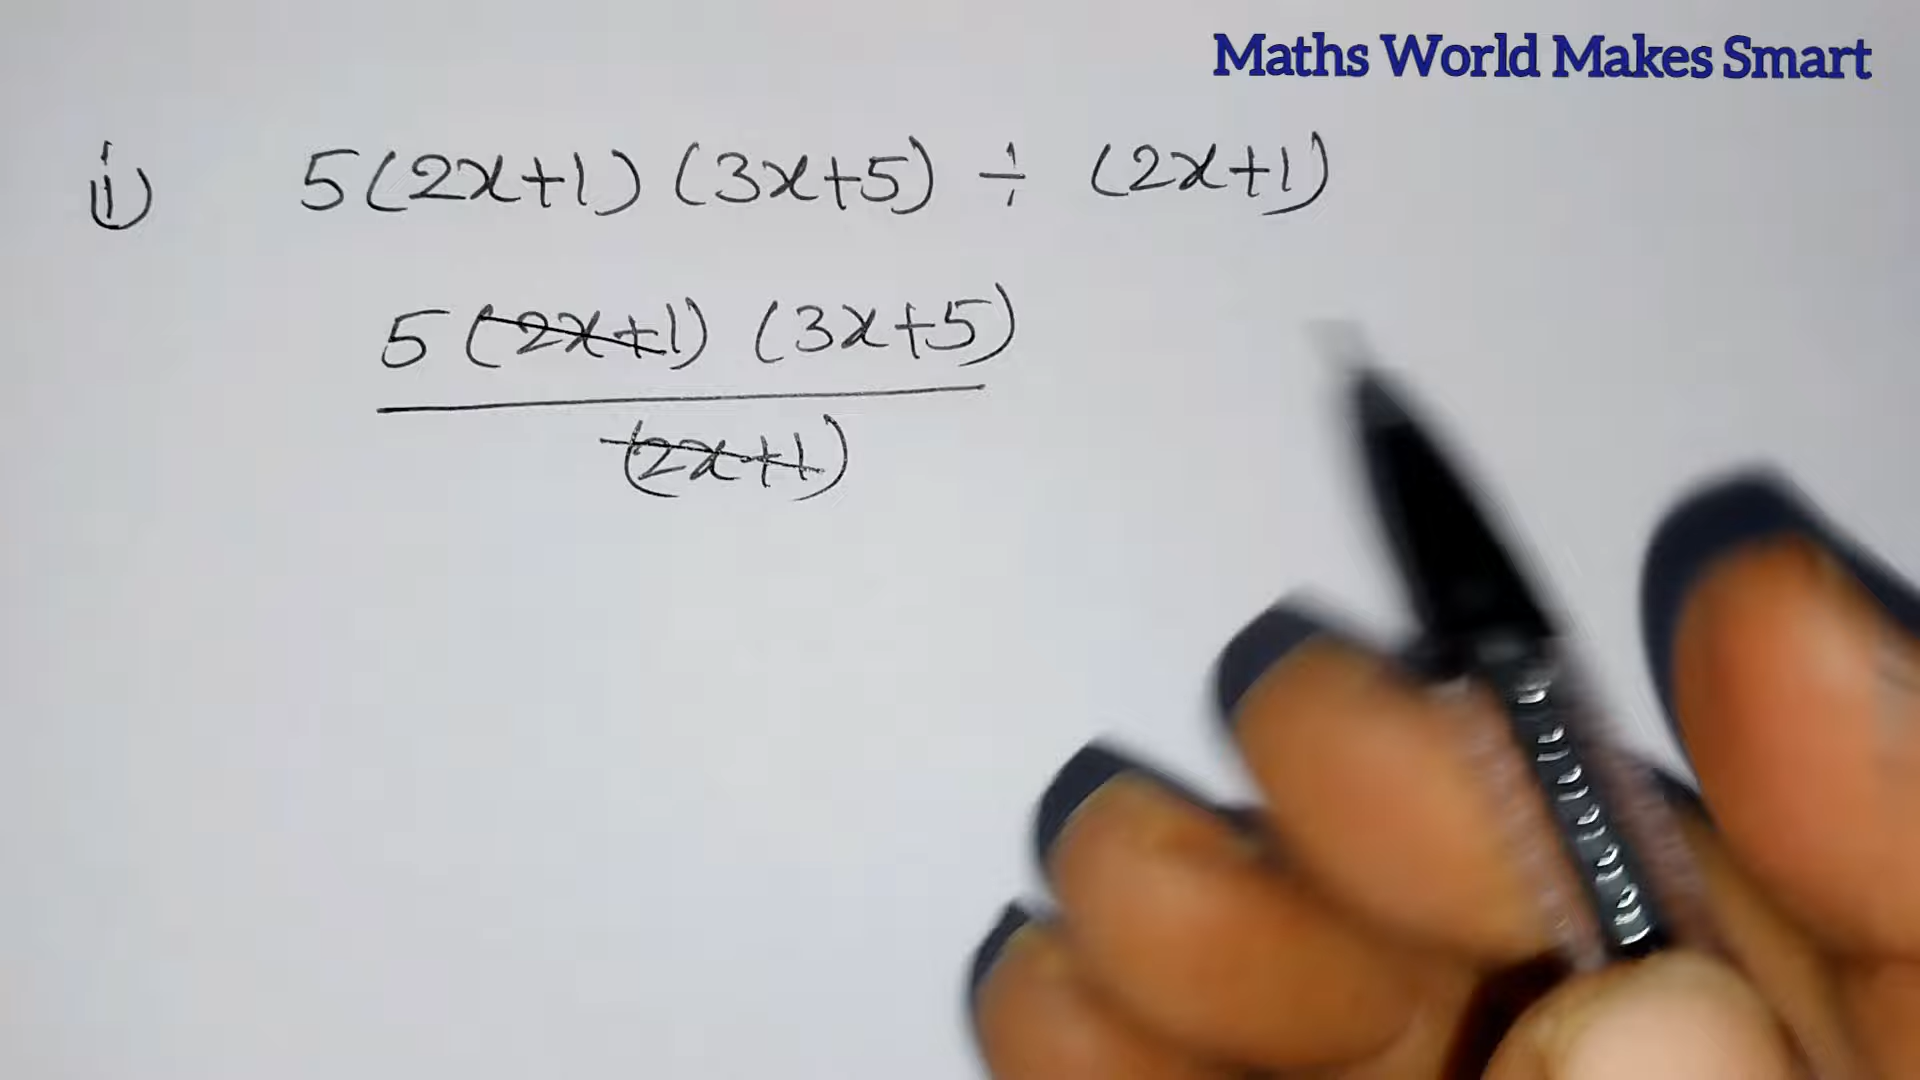 Maths World Makes Smart
i) 5(2x+1) (3x+5) ÷ (2x+1)
5(2x+1) (3x+5)
(2x+1)